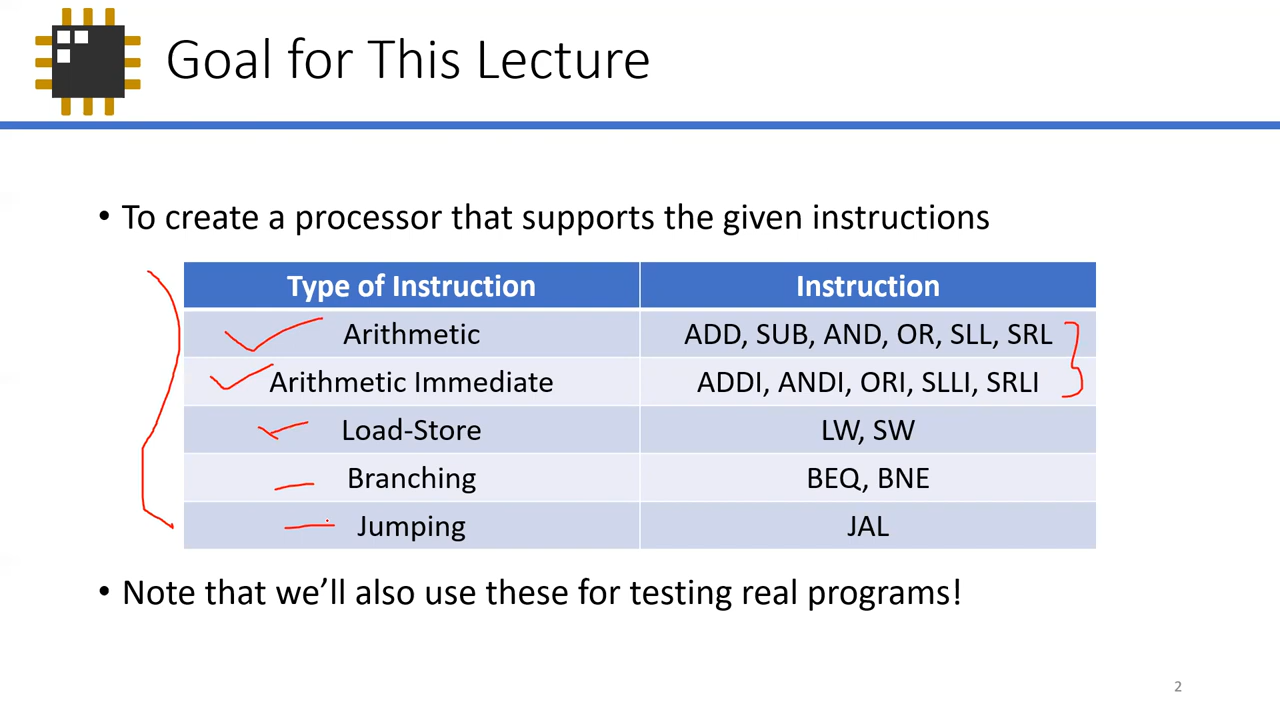 Goal for This Lecture
• To create a processor that supports the given instructions
Type of Instruction Instruction
Arithmetic ADD, SUB, AND, OR, SLL, SRL
Arithmetic Immediate ADDI, ANDI, ORI, SLLI, SRLI
Load-Store LW, SW
Branching BEQ, BNE
Jumping JAL
• Note that we’ll also use these for testing real programs!
2